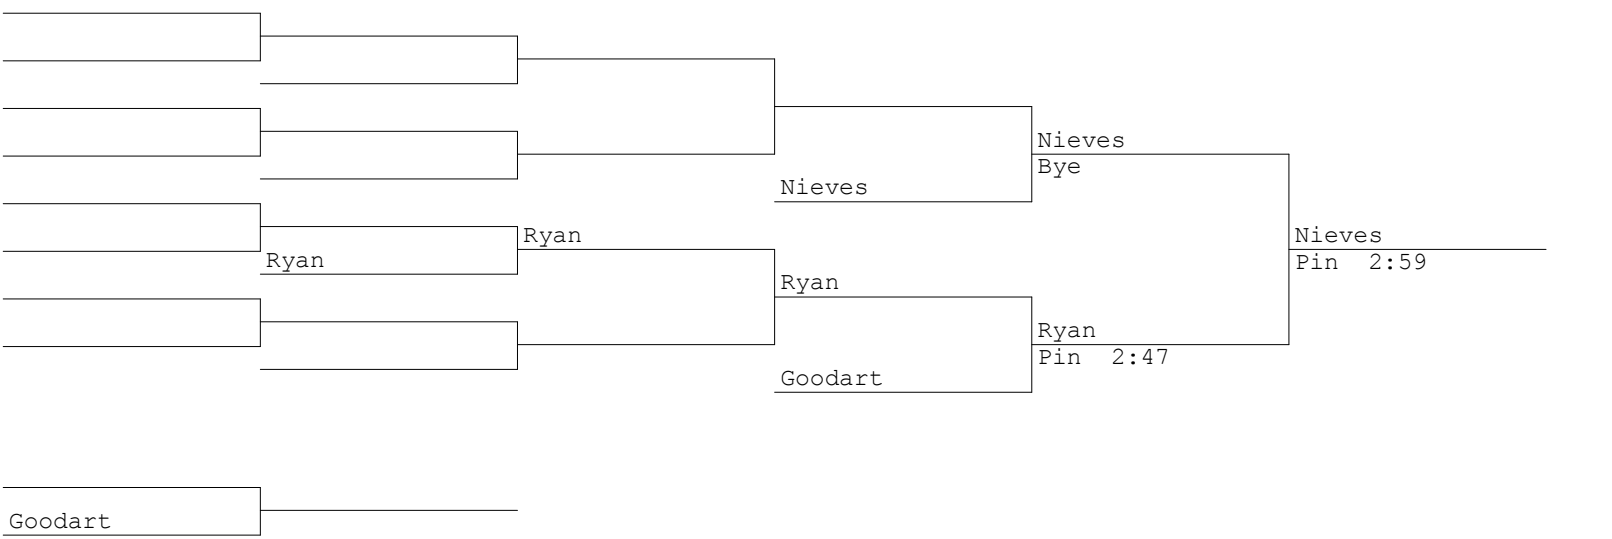 Nieves
Bye
Nieves
Ryan
Nieves
Ryan
Pin 2:59
Ryan
Ryan
Pin 2:47
Goodart
Goodart